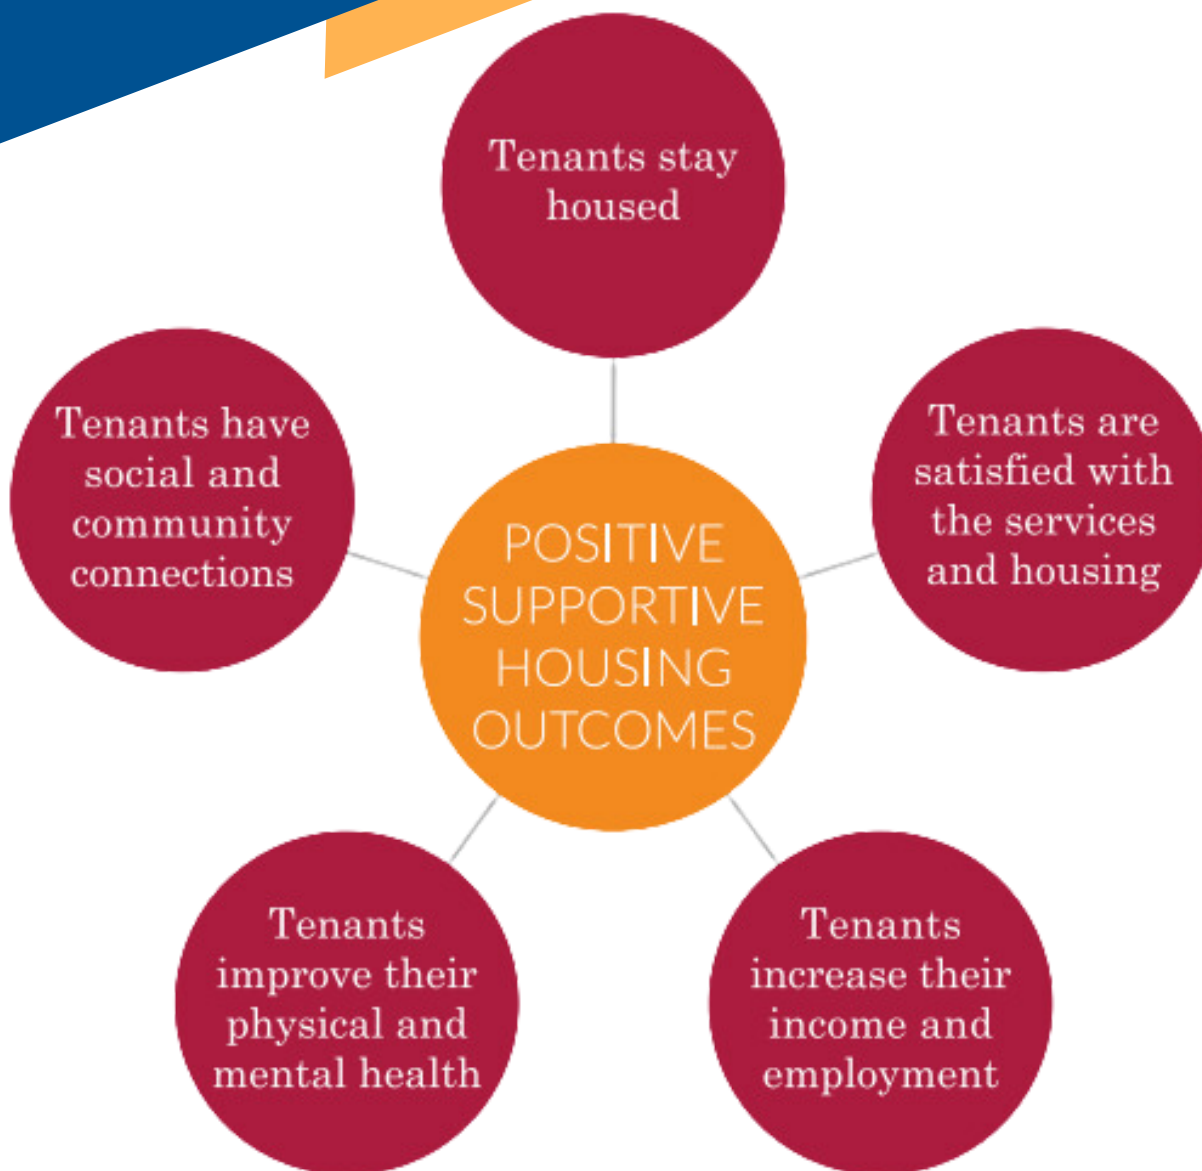 Tenants stay
housed
Tenants have
social and
community
connections
Tenants are
satisfied with
the services
and housing
POSITIVE
SUPPORTIVE
HOUSING
OUTCOMES
Tenants
improve their
physical and
mental health
Tenants
increase their
income and
employment